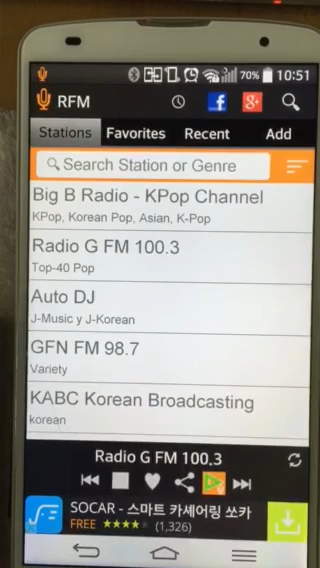 70% 10:51
RFM
Stations Favorites Recent Add
Search Station or Genre
Big B Radio - KPop Channel
KPop, Korean Pop, Asian, K-Pop
Radio G FM 100.3
Top-40 Pop
Auto DJ
J-Music y J-Korean
GFN FM 98.7
Variety
KABC Korean Broadcasting
korean
Radio G FM 100.3
SOCAR - 스마트 카셰어링 쏘카
FREE (1,326)